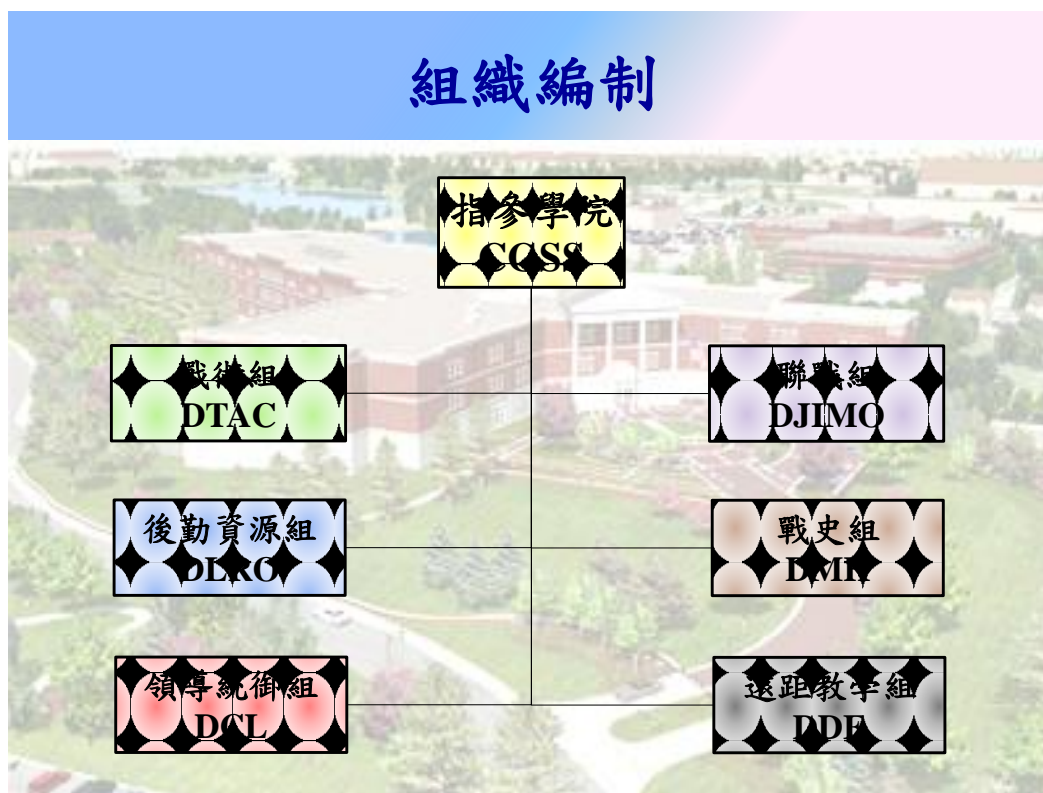 組織編制
指參學院
CGSS
戰術組
DTAC
聯戰組
DJIMO
後勤資源組
DLRO
戰史組
DMH
領導統御組
DCL
遠距教學組
DDE